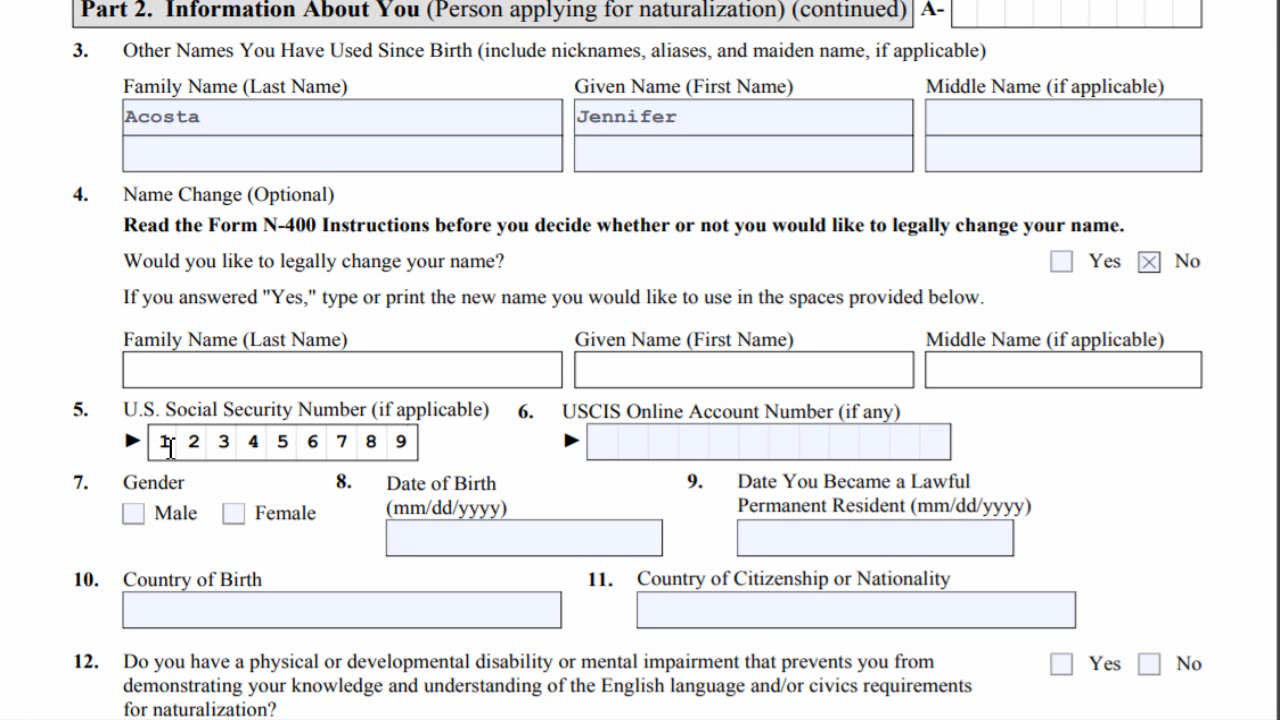 Part 2. Information About You (Person applying for naturalization) (continued) A-
3. Other Names You Have Used Since Birth (include nicknames, aliases, and maiden name, if applicable)
Family Name (Last Name) Given Name (First Name) Middle Name (if applicable)
Acosta Jennifer
4. Name Change (Optional)
Read the Form N-400 Instructions before you decide whether or not you would like to legally change your name.
Would you like to legally change your name? Yes No
If you answered "Yes," type or print the new name you would like to use in the spaces provided below.
Family Name (Last Name) Given Name (First Name) Middle Name (if applicable)
5. U.S. Social Security Number (if applicable) 6. USCIS Online Account Number (if any)
1 2 3 4 5 6 7 8 9
7. Gender 8. Date of Birth 9. Date You Became a Lawful
Male Female (mm/dd/yyyy) Permanent Resident (mm/dd/yyyy)
10. Country of Birth 11. Country of Citizenship or Nationality
12. Do you have a physical or developmental disability or mental impairment that prevents you from Yes No
demonstrating your knowledge and understanding of the English language and/or civics requirements
for naturalization?